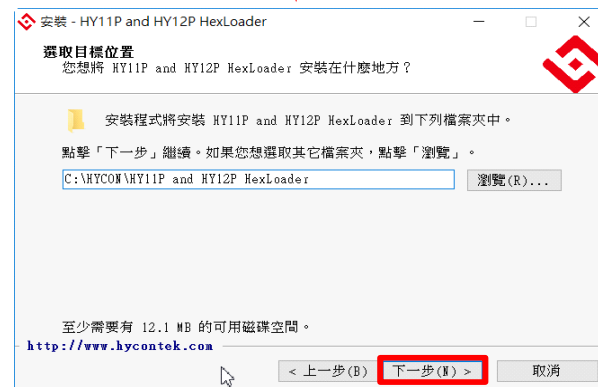 安裝 - HY11P and HY12P HexLoader
選取目標位置
您想將 HY11P and HY12P HexLoader 安裝在什麼地方？
安裝程式將安裝 HY11P and HY12P HexLoader 到下列檔案夾中。
點擊「下一步」繼續。如果您想選取其它檔案夾，點擊「瀏覽」。
C:\HYCON\HY11P and HY12P HexLoader
瀏覽(R)...
至少需要有 12.1 MB 的可用磁碟空間。
http://www.hycontek.com
< 上一步(B)
下一步(N) >
取消